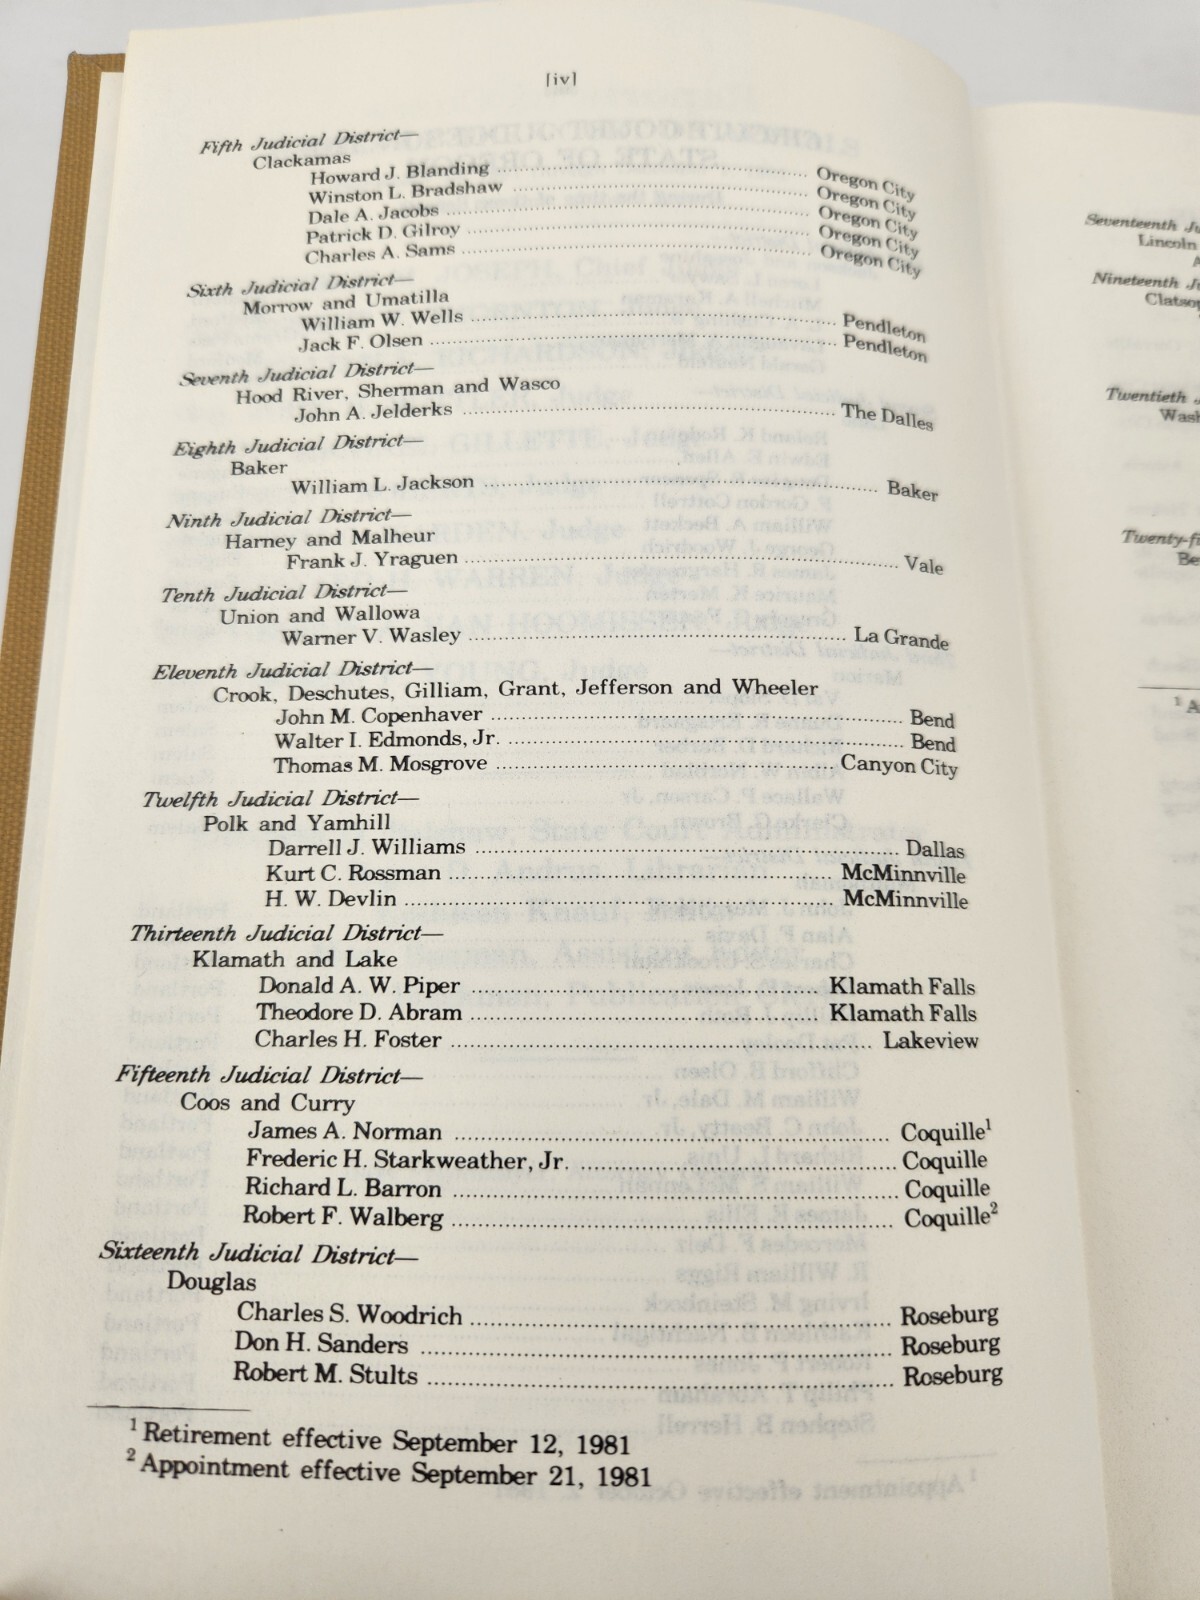 [iv]
Fifth Judicial District—
Clackamas
Howard J. Blanding ........ Oregon City
Winston L. Bradshaw ........ Oregon City
Dale A. Jacobs ........ Oregon City
Patrick D. Gilroy ........ Oregon City
Charles A. Sams ........ Oregon City
Sixth Judicial District—
Morrow and Umatilla
William W. Wells ........ Pendleton
Jack F. Olsen ........ Pendleton
Seventh Judicial District—
Hood River, Sherman and Wasco
John A. Jelderks ........ The Dalles
Eighth Judicial District—
Baker
William L. Jackson ........ Baker
Ninth Judicial District—
Harney and Malheur
Frank J. Yraguen ........ Vale
Tenth Judicial District—
Union and Wallowa
Warner V. Wasley ........ La Grande
Eleventh Judicial District—
Crook, Deschutes, Gilliam, Grant, Jefferson and Wheeler
John M. Copenhaver ........ Bend
Walter I. Edmonds, Jr. ........ Bend
Thomas M. Mosgrove ........ Canyon City
Twelfth Judicial District—
Polk and Yamhill
Darrell J. Williams ........ Dallas
Kurt C. Rossman ........ McMinnville
H. W. Devlin ........ McMinnville
Thirteenth Judicial District—
Klamath and Lake
Donald A. W. Piper ........ Klamath Falls
Theodore D. Abram ........ Klamath Falls
Charles H. Foster ........ Lakeview
Fifteenth Judicial District—
Coos and Curry
James A. Norman ........ Coquille¹
Frederic H. Starkweather, Jr. ........ Coquille
Richard L. Barron ........ Coquille
Robert F. Walberg ........ Coquille²
Sixteenth Judicial District—
Douglas
Charles S. Woodrich ........ Roseburg
Don H. Sanders ........ Roseburg
Robert M. Stults ........ Roseburg
¹ Retirement effective September 12, 1981
² Appointment effective September 21, 1981
Seventeenth
Lincoln
Nineteenth
Twentieth